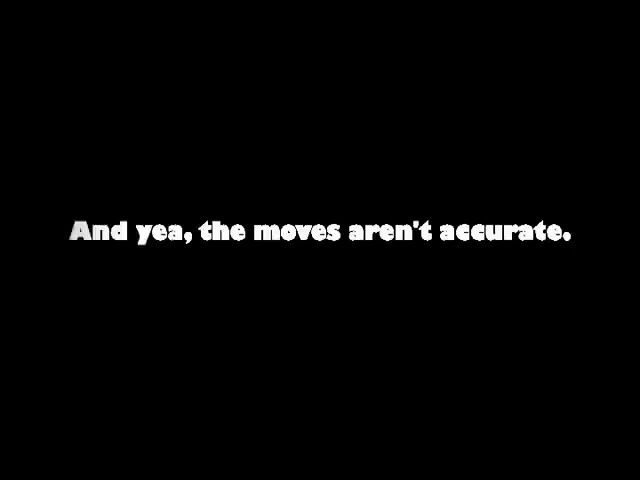 And yea, the moves aren't accurate.